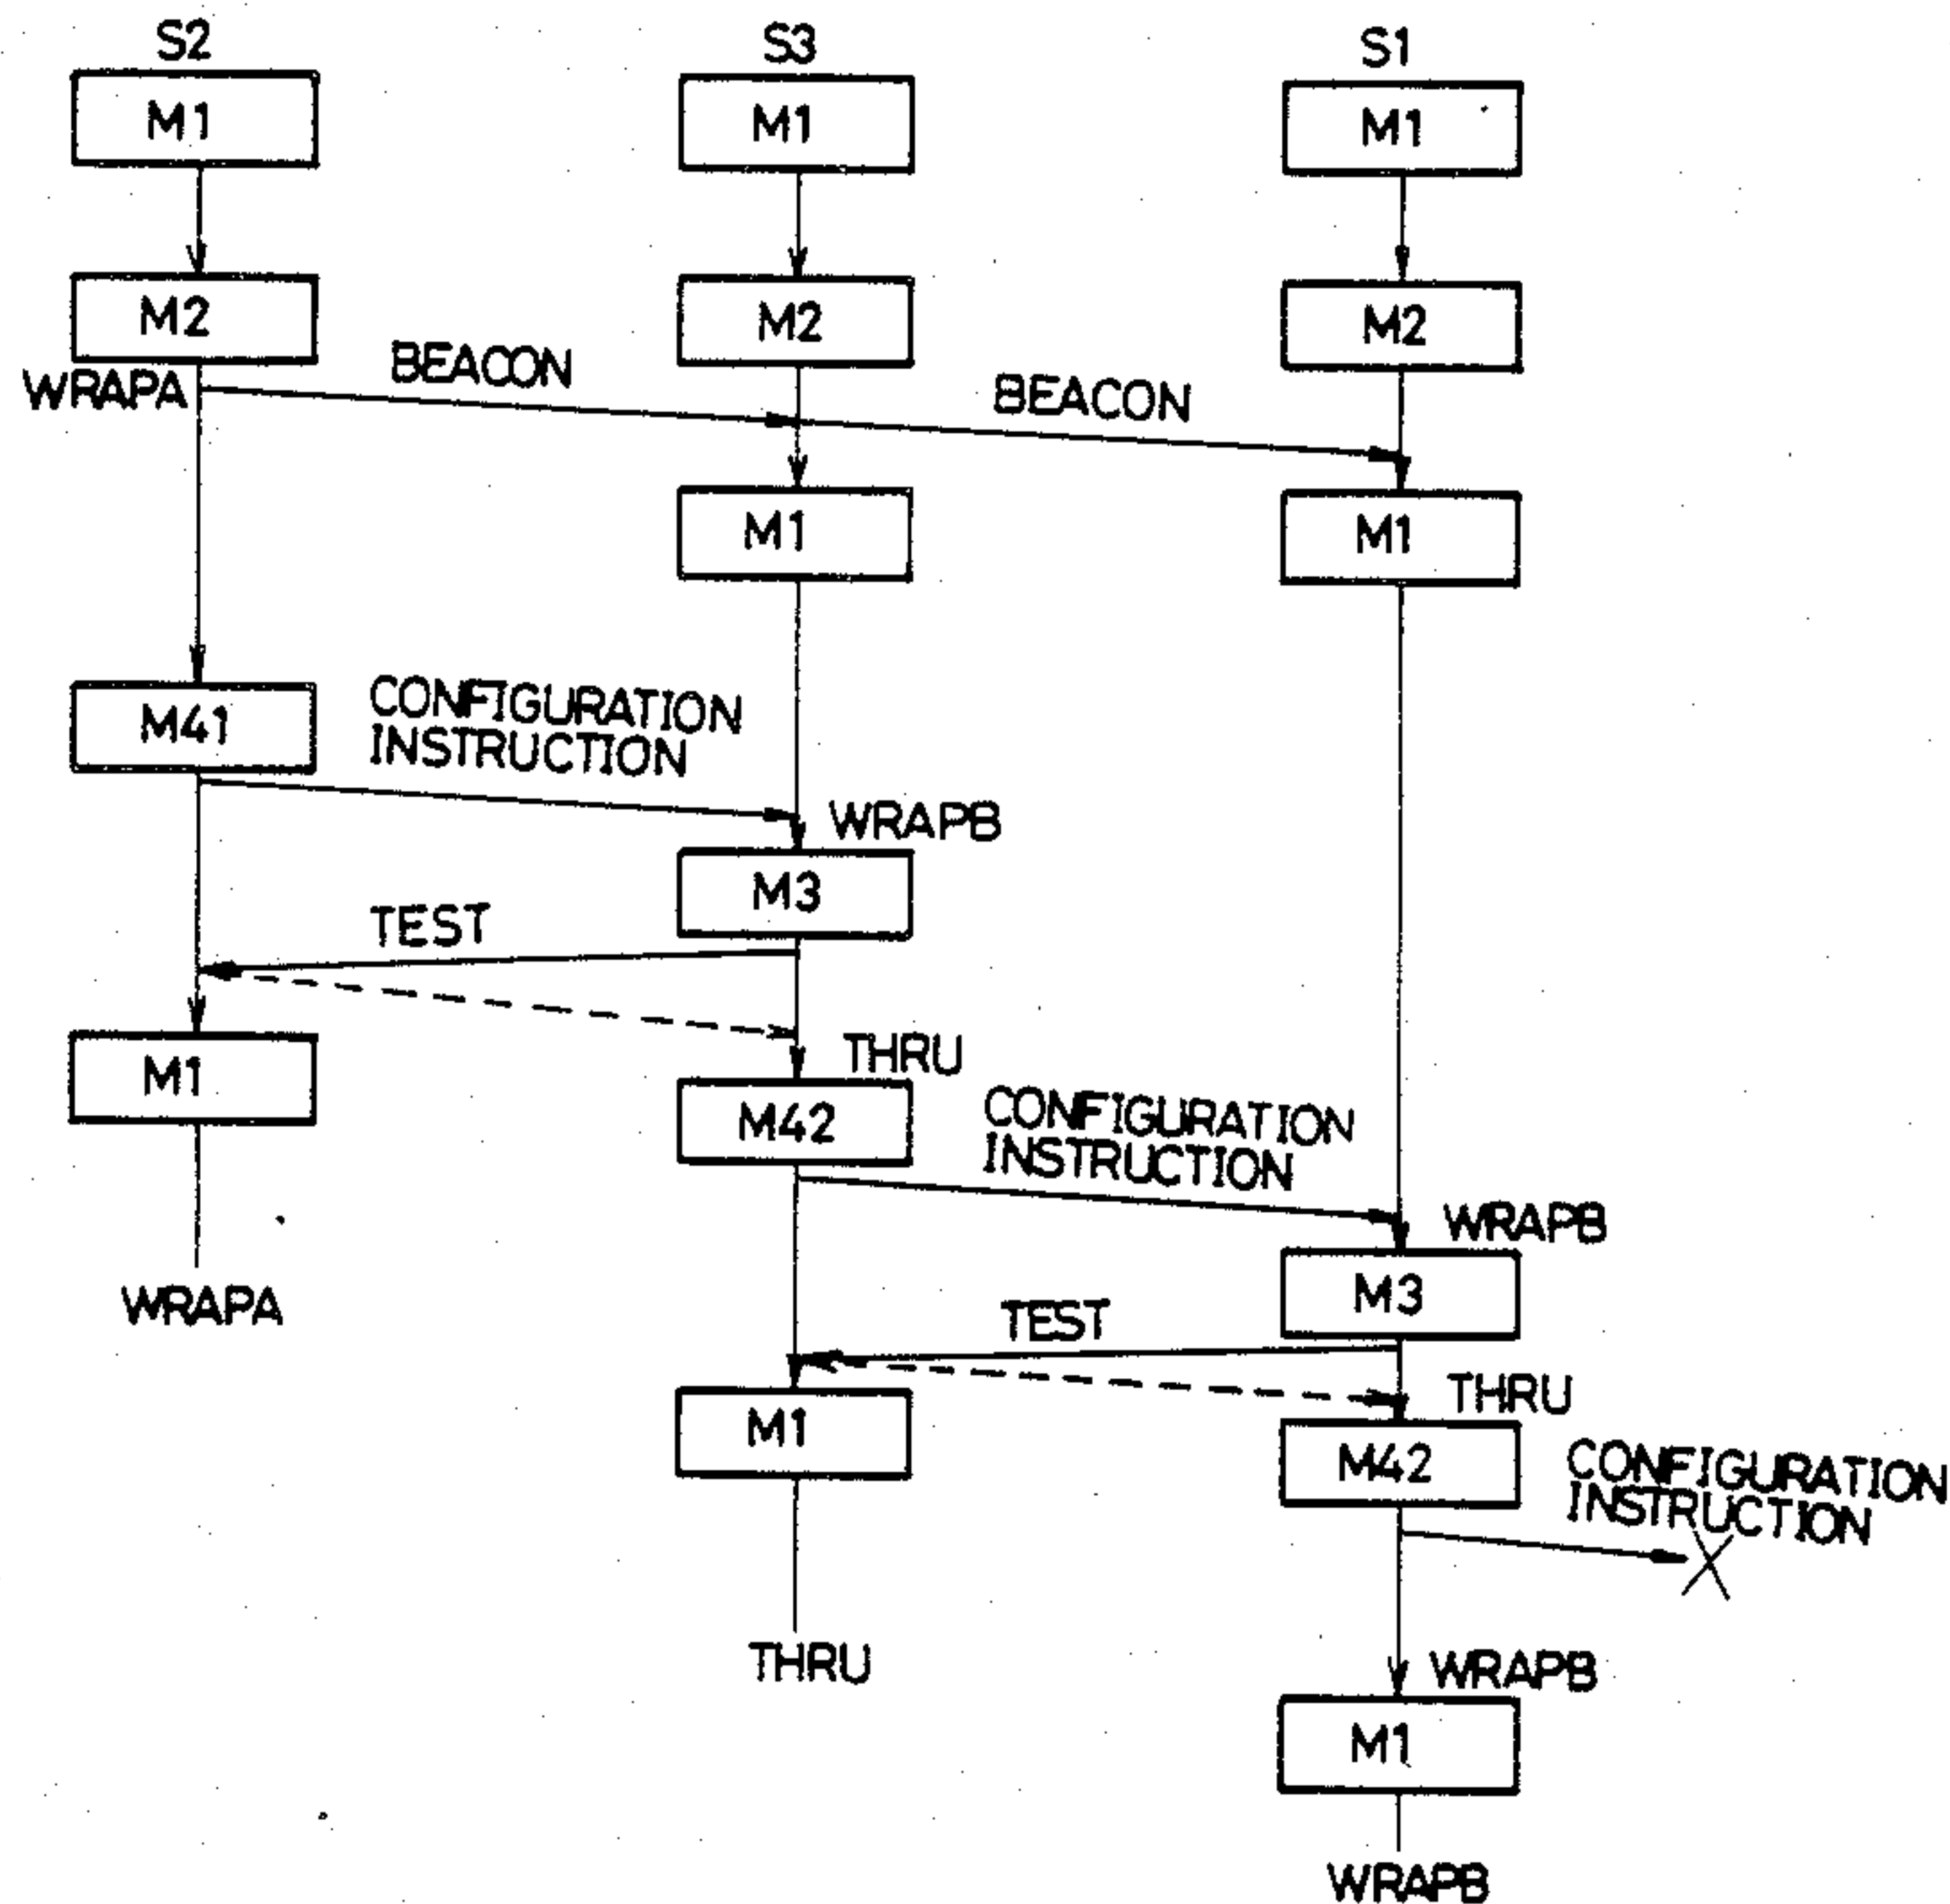 S2
S3
S1
M1
M1
M1
M2
M2
M2
WRAPA
BEACON
BEACON
M1
M1
M41
CONFIGURATION
INSTRUCTION
WRAPB
M3
TEST
M1
THRU
M42
CONFIGURATION
INSTRUCTION
WRAPB
WRAPA
M3
TEST
M1
THRU
M42
CONFIGURATION
INSTRUCTION
THRU
WRAPB
M1
WRAPB